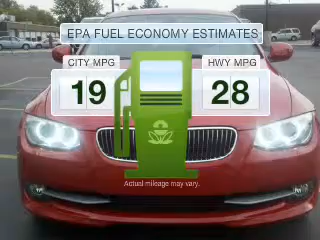 EPA FUEL ECONOMY ESTIMATES
CITY MPG
HWY MPG
19
28
Actual mileage may vary.